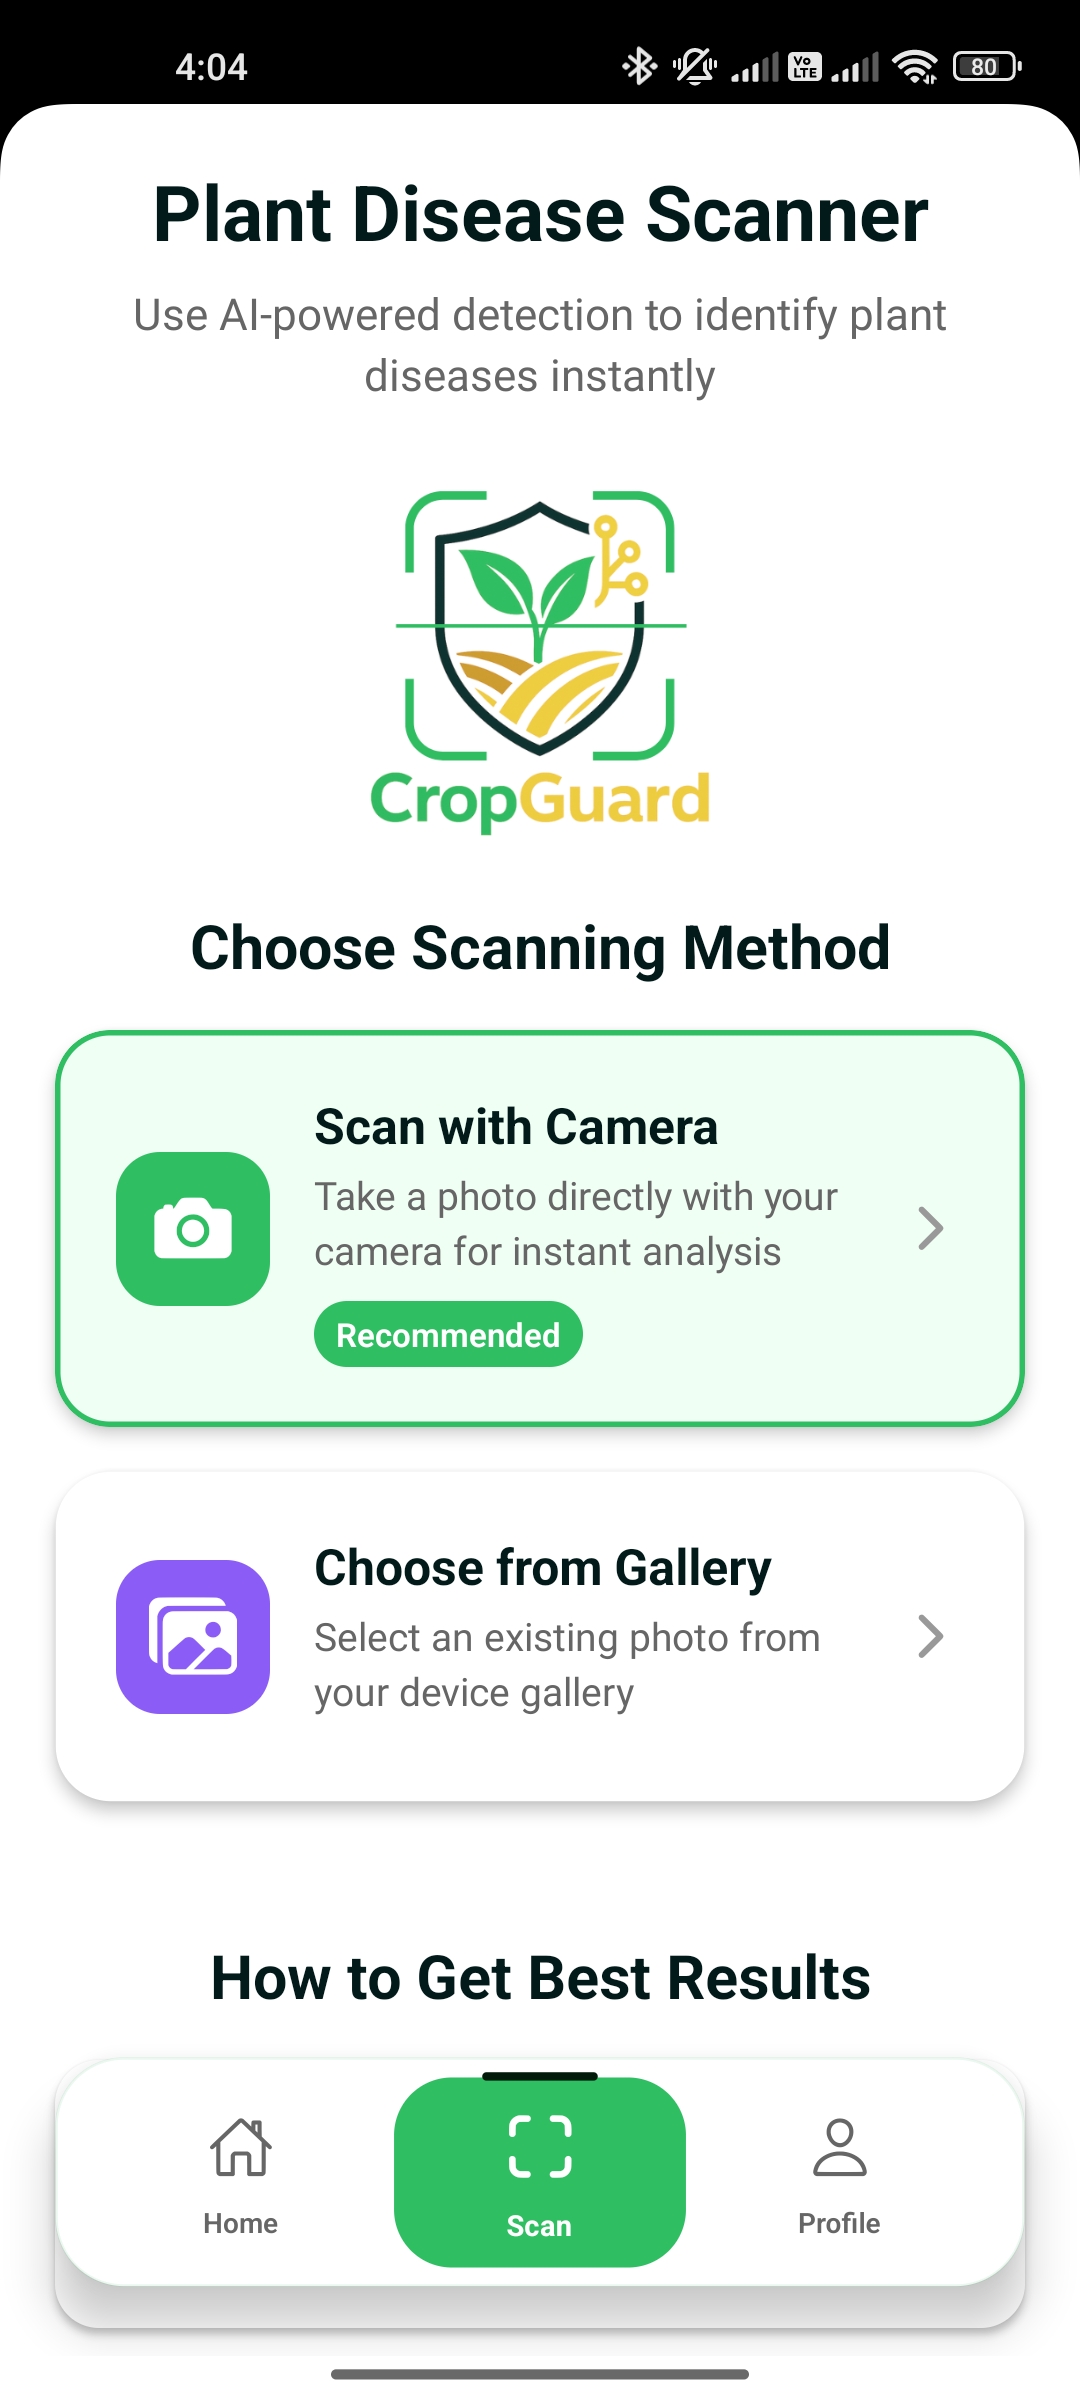 4:04
Vo
LTE
80
Plant Disease Scanner
Use AI-powered detection to identify plant
diseases instantly
CropGuard
Choose Scanning Method
Scan with Camera
Take a photo directly with your
camera for instant analysis
Recommended
Choose from Gallery
Select an existing photo from
your device gallery
How to Get Best Results
Home
Scan
Profile